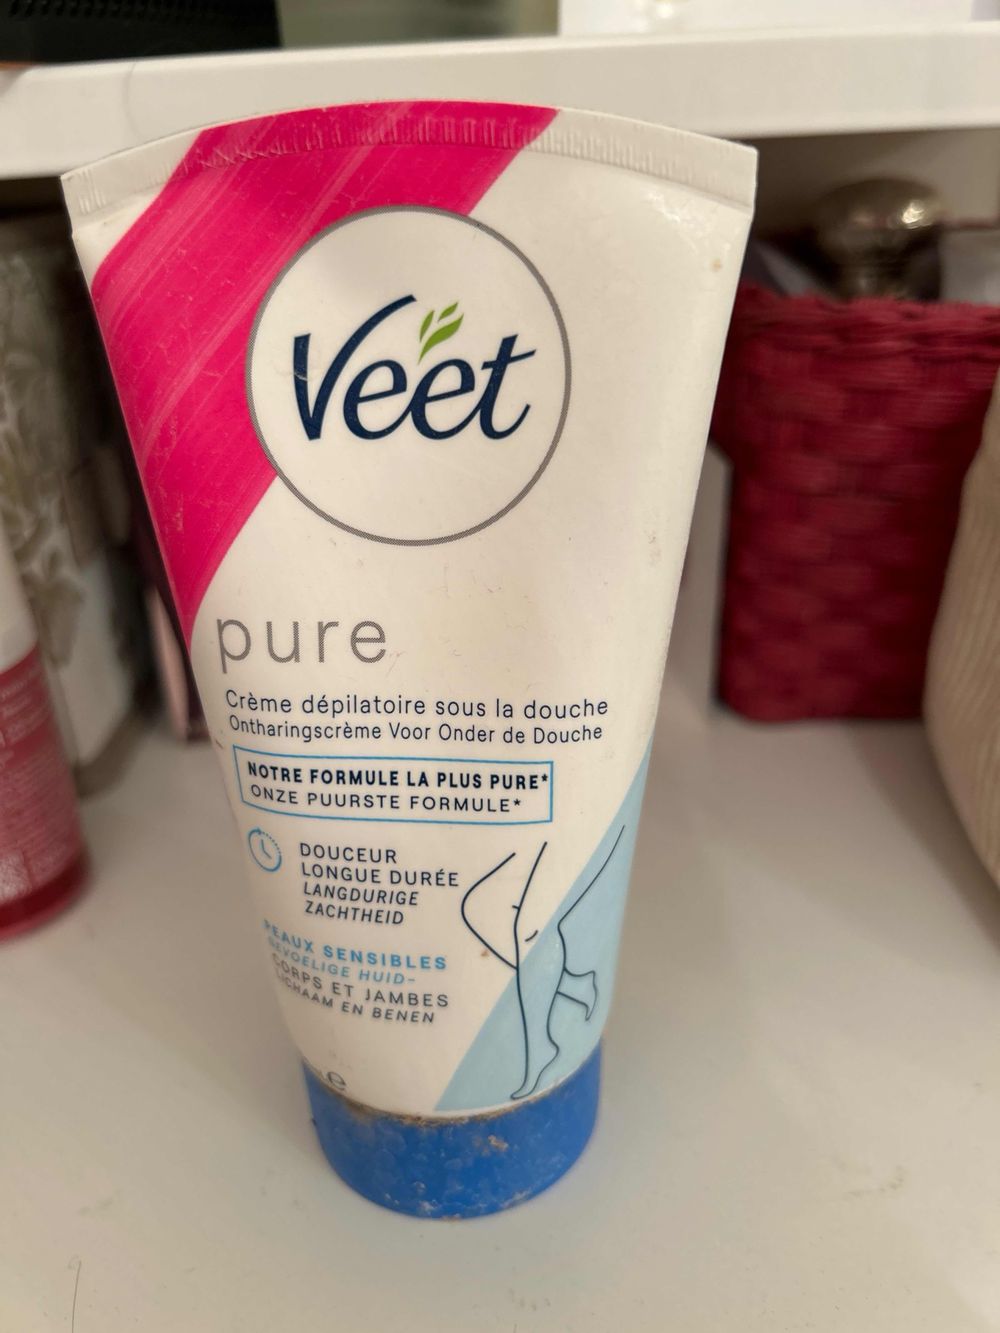 Veet
pure
Crème dépilatoire sous la douche
Ontharingscrème Voor Onder de Douche
NOTRE FORMULE LA PLUS PURE*
ONZE PUURSTE FORMULE*
DOUCEUR
LONGUE DURÉE
LANGDURIGE
ZACHTHEID
PEAUX SENSIBLES
GEVOELIGE HUID-
CORPS ET JAMBES
LICHAAM EN BENEN
e